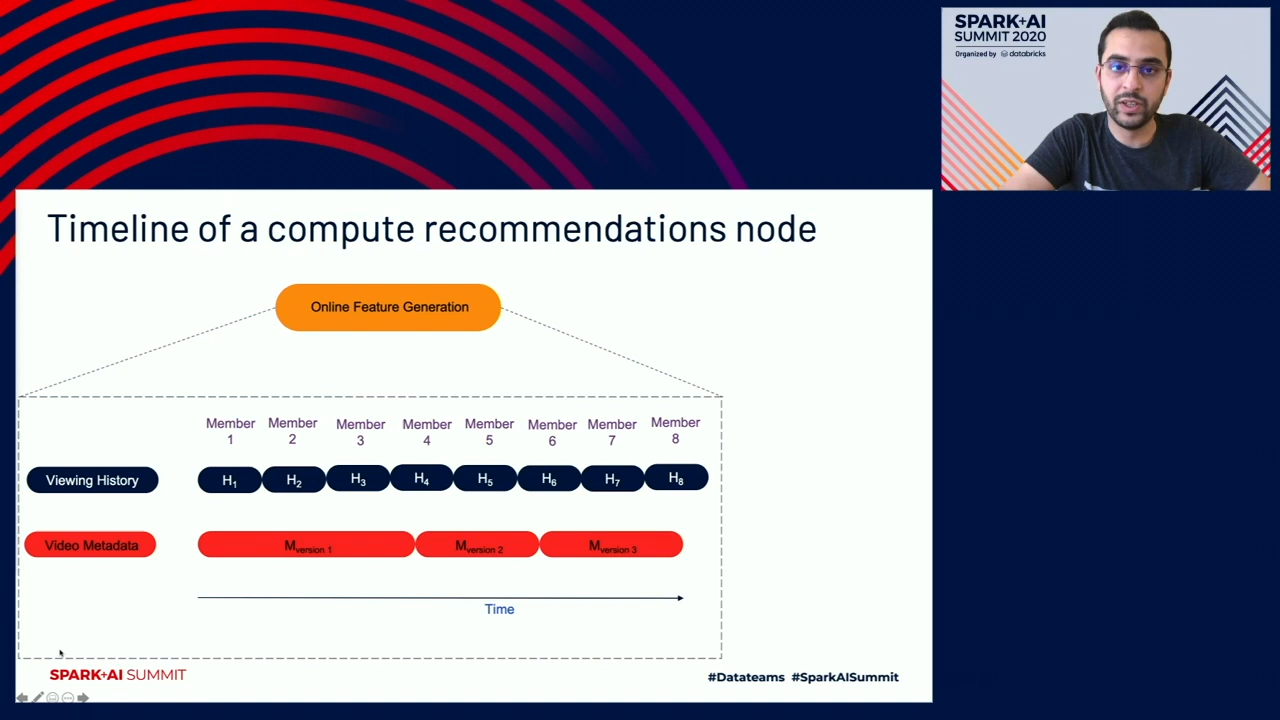 SPARK+AI
SUMMIT 2020
Organized by databricks
Timeline of a compute recommendations node
Online Feature Generation
Member 1
Member 2
Member 3
Member 4
Member 5
Member 6
Member 7
Member 8
Viewing History
H1
H2
H3
H4
H5
H6
H7
H8
Video Metadata
Mversion 1
Mversion 2
Mversion 3
Time
SPARK+AI SUMMIT
#Datateams #SparkAISummit